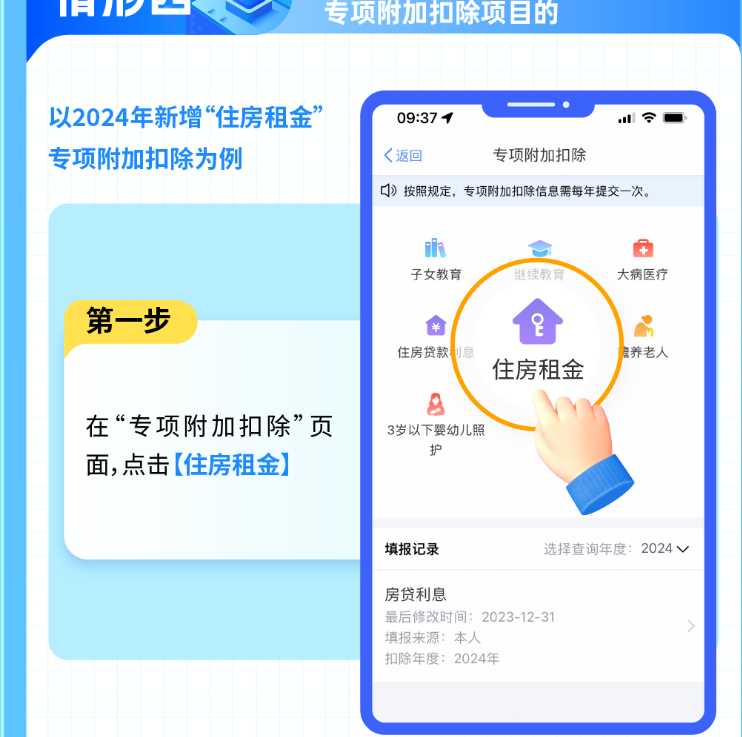 情形四
专项附加扣除项目的
以2024年新增“住房租金”
专项附加扣除为例
第一步
在“专项附加扣除”页
面,点击【住房租金】
09:37
返回
专项附加扣除
按照规定，专项附加扣除信息需每年提交一次。
子女教育
继续教育
大病医疗
住房贷款利息
住房租金
赡养老人
3岁以下婴幼儿照
护
填报记录
选择查询年度：2024
房贷利息
最后修改时间：2023-12-31
填报来源：本人
扣除年度：2024年